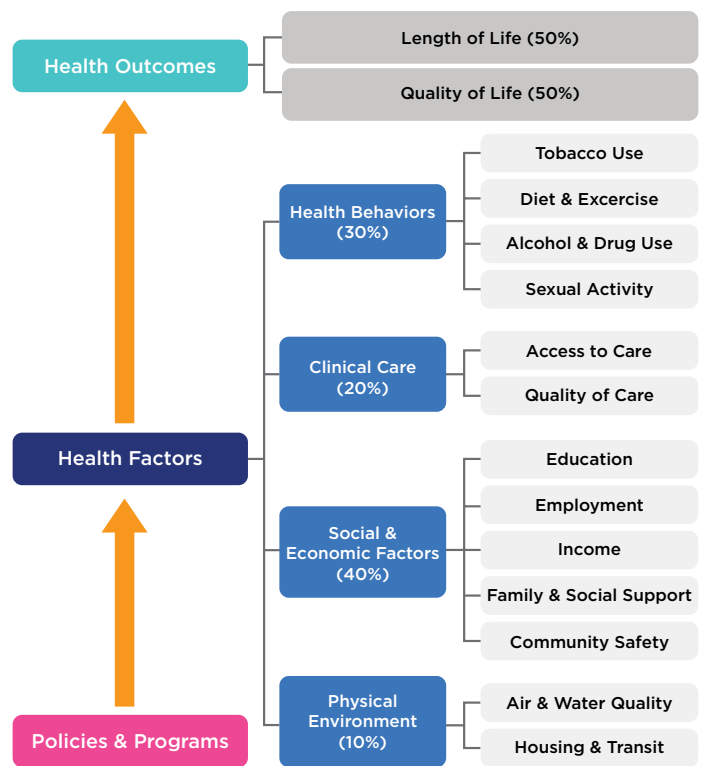 Health Outcomes
Length of Life (50%)
Quality of Life (50%)
Health Factors
Health Behaviors
(30%)
Tobacco Use
Diet & Excercise
Alcohol & Drug Use
Sexual Activity
Clinical Care
(20%)
Access to Care
Quality of Care
Social &
Economic Factors
(40%)
Education
Employment
Income
Family & Social Support
Community Safety
Physical
Environment
(10%)
Air & Water Quality
Housing & Transit
Policies & Programs